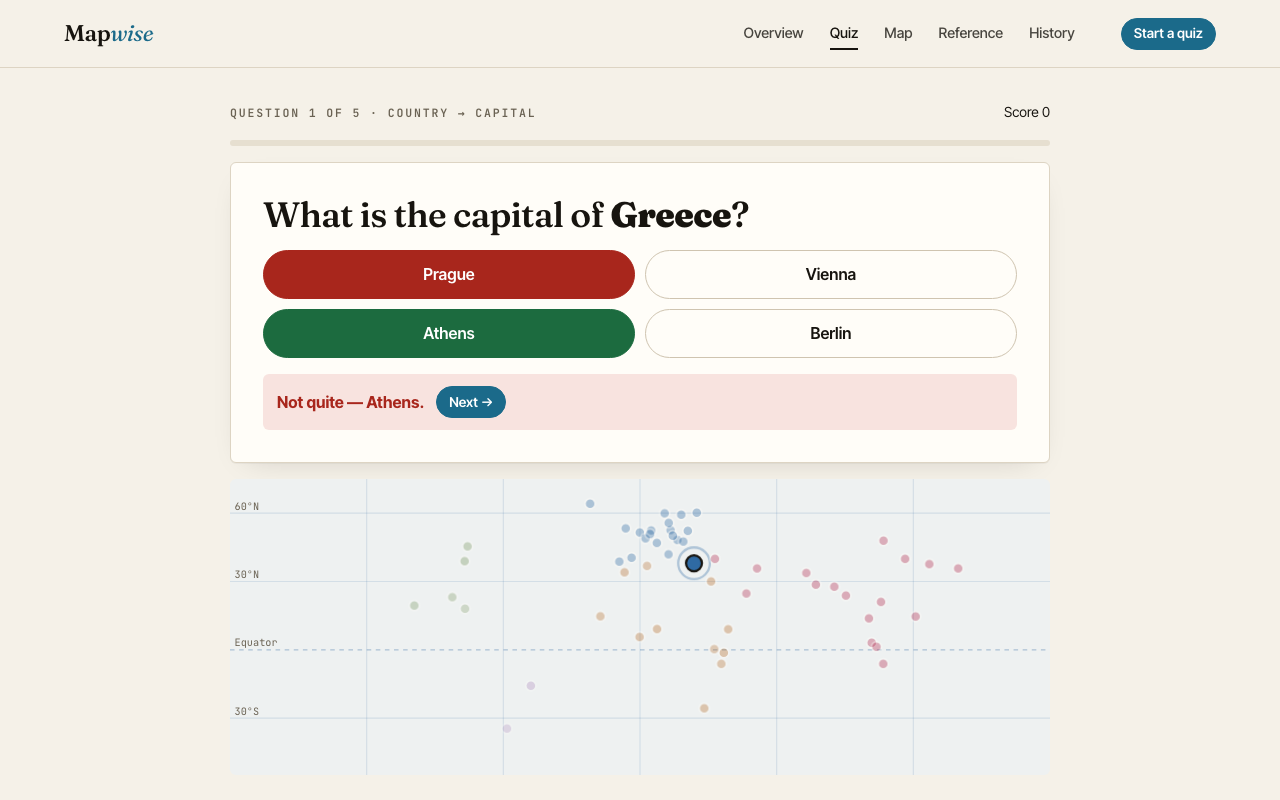 Mapwise
Overview Quiz Map Reference History Start a quiz
QUESTION 1 OF 5 · COUNTRY → CAPITAL Score 0
What is the capital of Greece?
Prague Vienna
Athens Berlin
Not quite — Athens. Next →
60°N
30°N
Equator
30°S